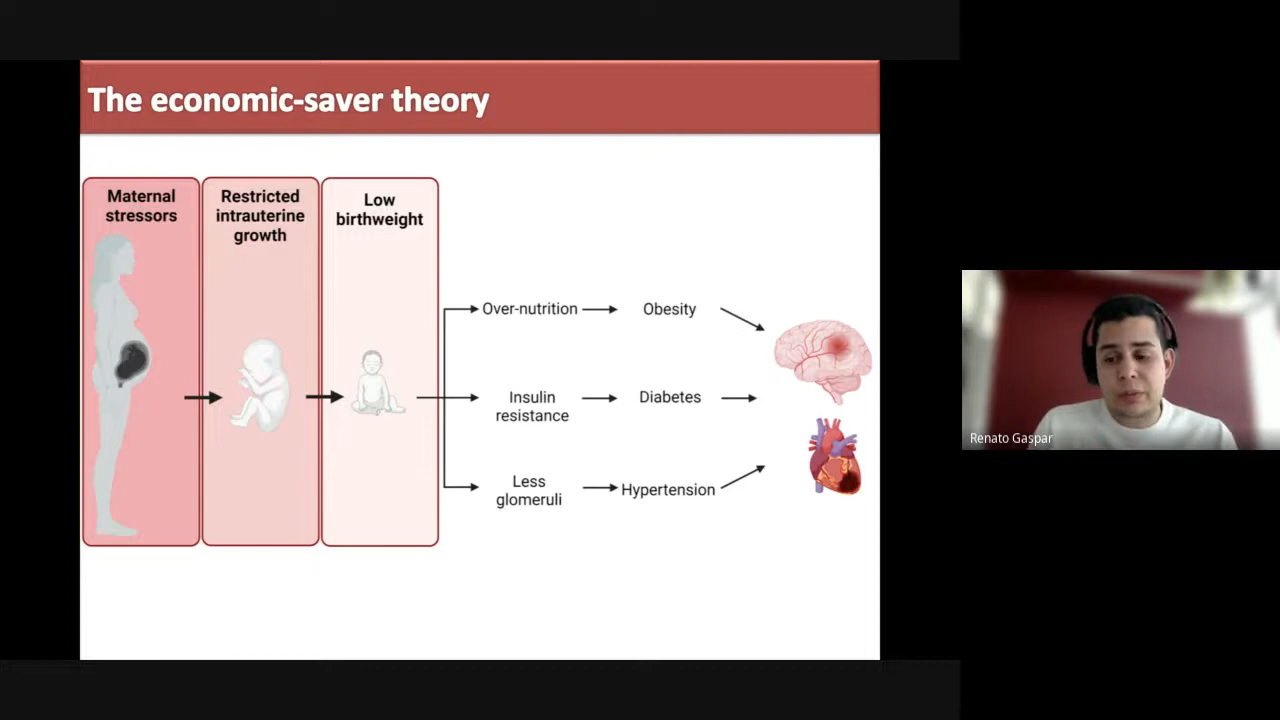 The economic-saver theory
Maternal
stressors
Restricted
intrauterine
growth
Low
birthweight
Over-nutrition
Obesity
Insulin
resistance
Diabetes
Less
glomeruli
Hypertension
Renato Gaspar